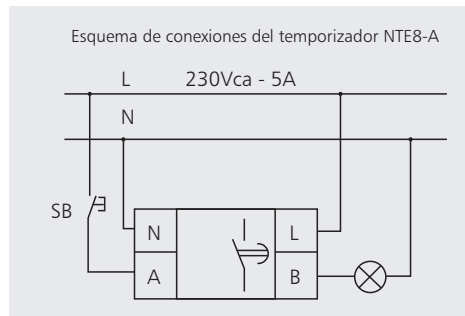 Esquema de conexiones del temporizador NTE8-A
L 230Vca - 5A
N
SB
N L
A B